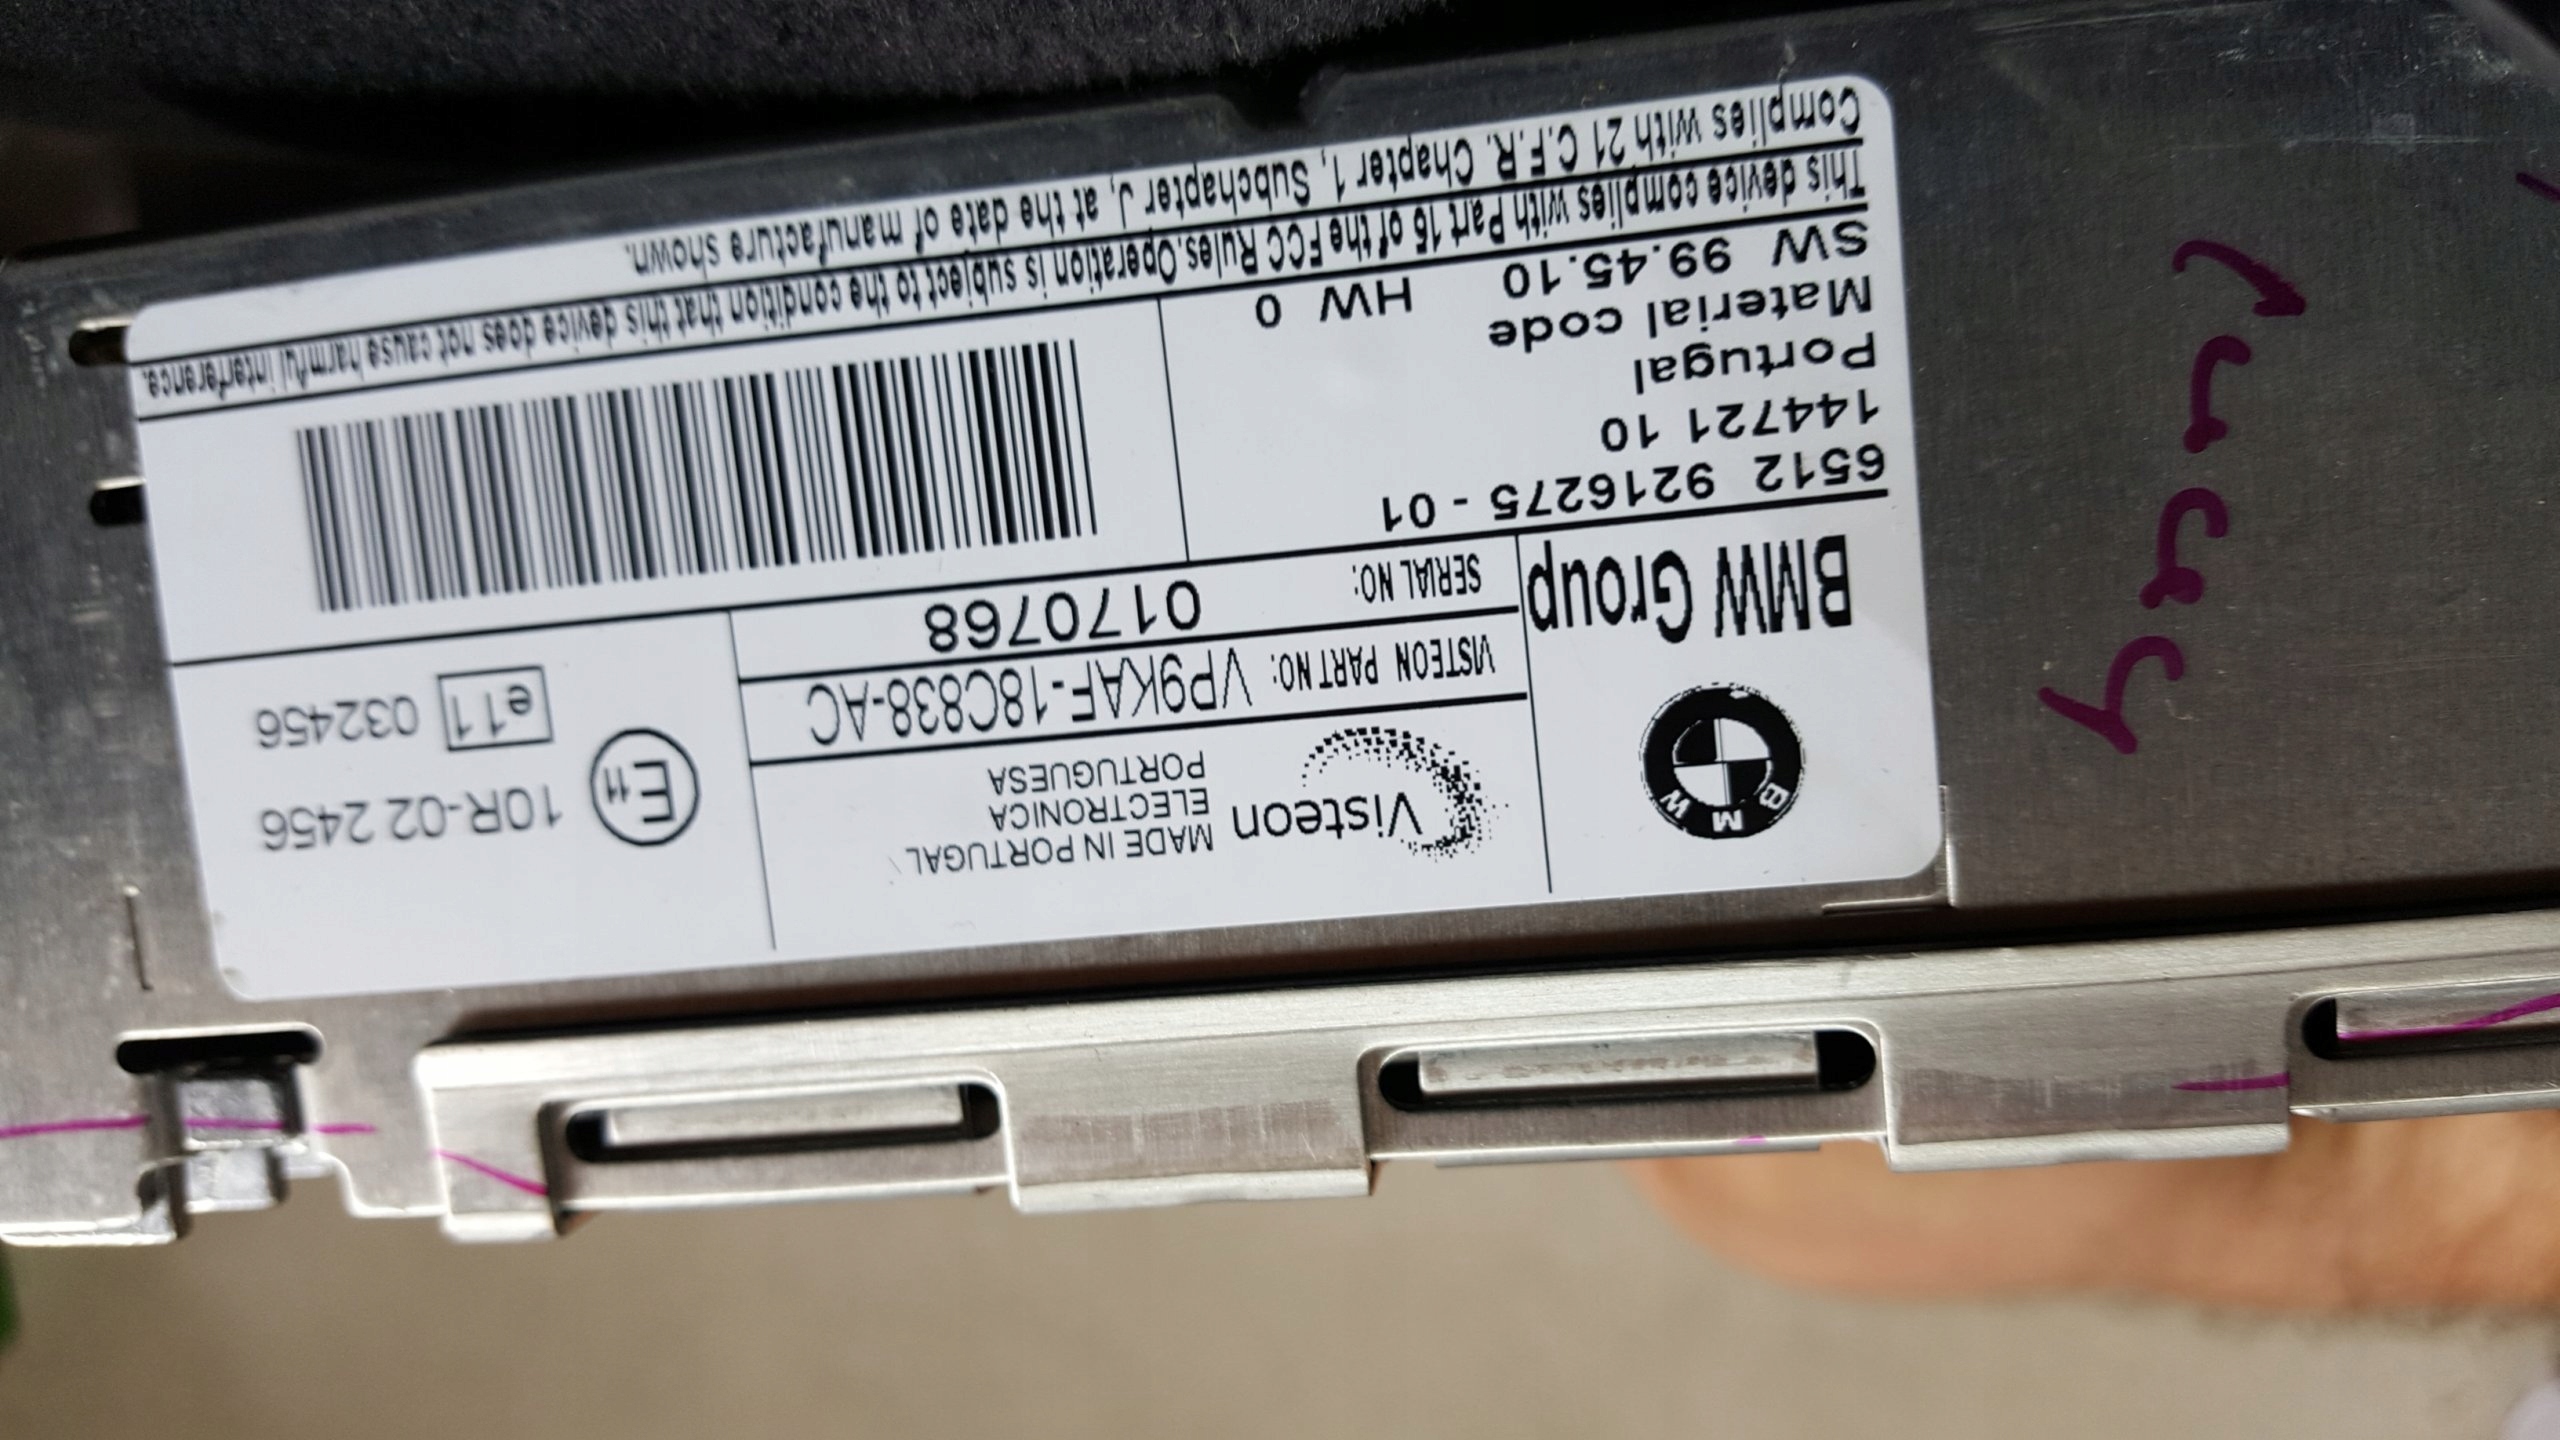 B M W
BMW Group
Visteon
MADE IN PORTUGAL
ELECTRONICA
PORTUGUESA
VISTEON PART NO: VP9KAF-18C838-AC
SERIAL NO: 0170768
E11 10R-02 2456
e11 032456
6512 9216275 - 01
144721 10
Portugal
Material code
SW 99.45.10 HW 0
This device complies with Part 15 of the FCC Rules.Operation is subject to the condition that this device does not cause harmful interference.
Complies with 21 C.F.R. Chapter 1, Subchapter J, at the date of manufacture shown.